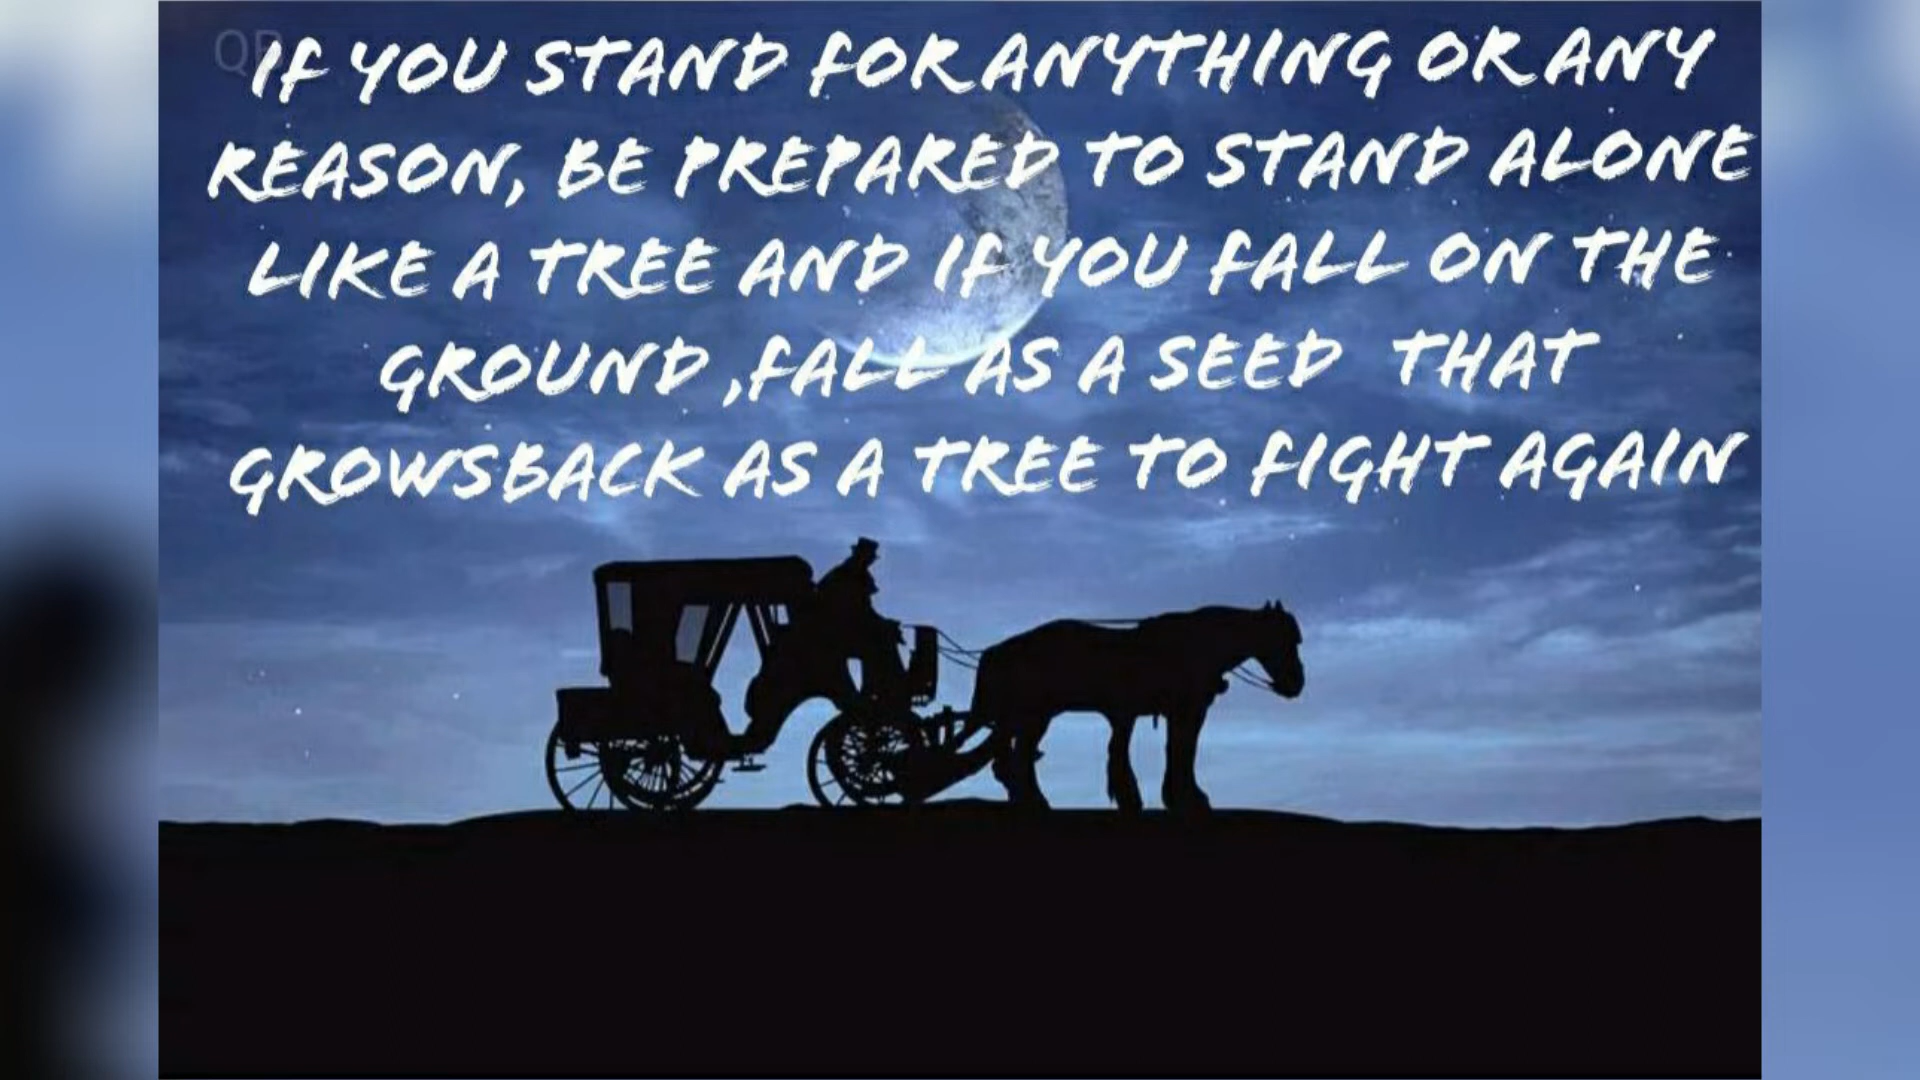 IF YOU STAND FOR ANYTHING OR ANY
REASON, BE PREPARED TO STAND ALONE
LIKE A TREE AND IF YOU FALL ON THE
GROUND ,FALL AS A SEED THAT
GROWSBACK AS A TREE TO FIGHT AGAIN